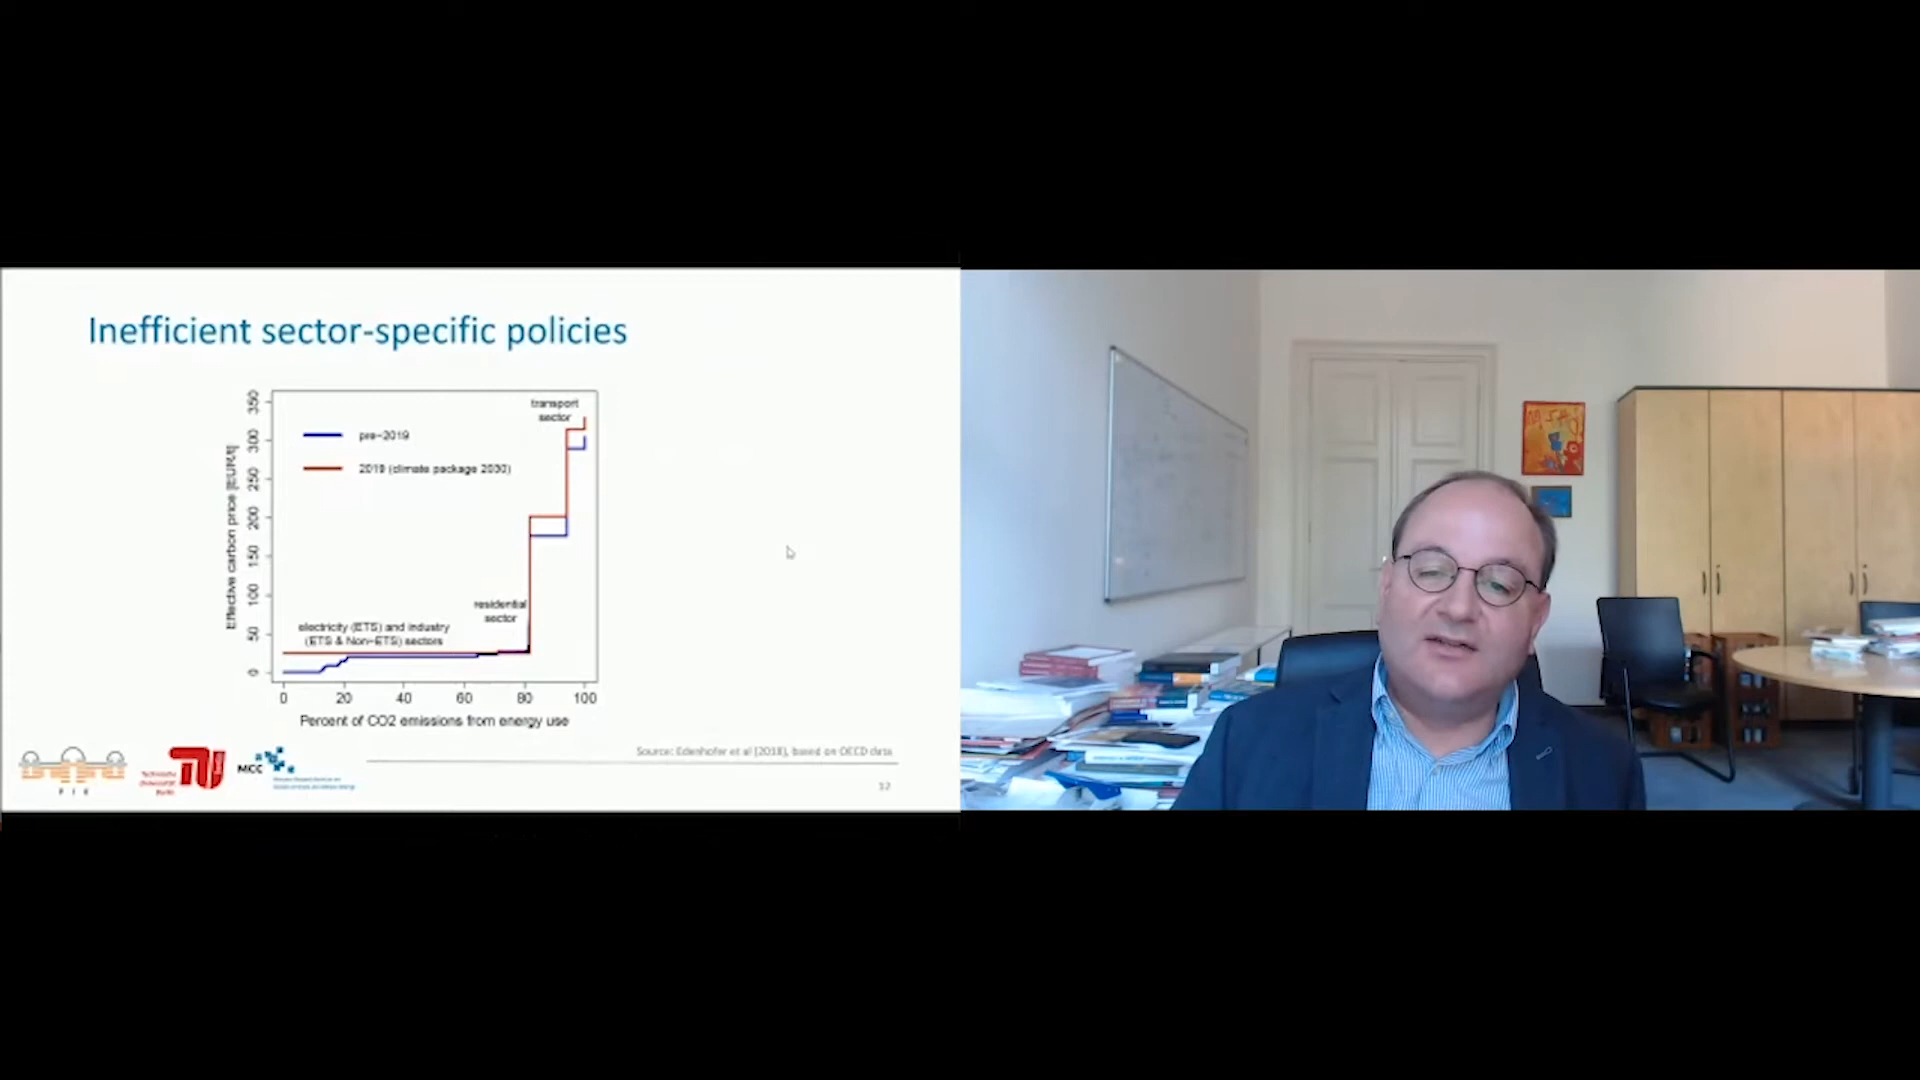 Inefficient sector-specific policies
350
300
250
200
150
100
50
0
Effective carbon price [EUR/t]
pre-2019
2019 (climate package 2030)
transport
sector
residential
sector
electricity (ETS) and industry
(ETS & Non-ETS) sectors
0 20 40 60 80 100
Percent of CO2 emissions from energy use
Source: Edenhofer et al (2018), based on OECD data
P I K
Technische
Universität
Berlin
MCC